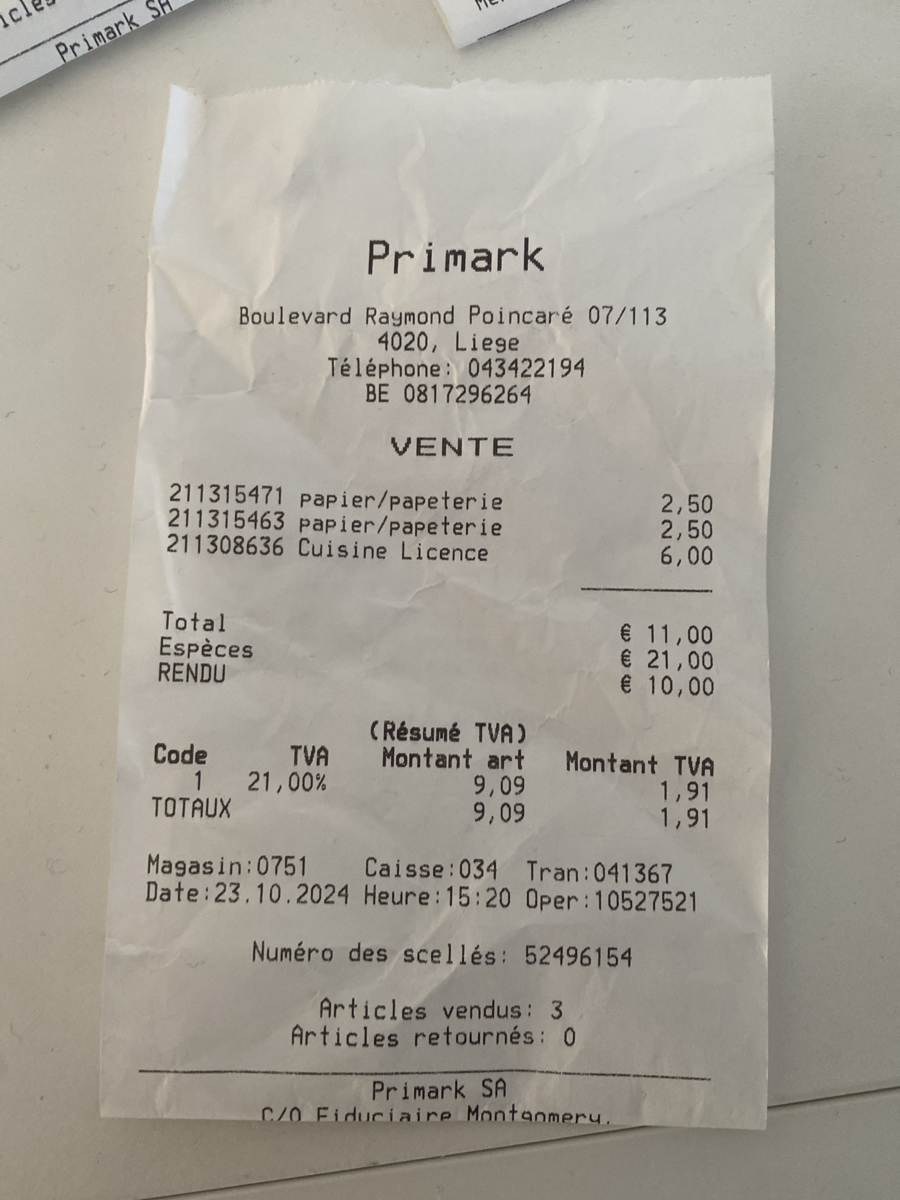 icles
Primark SA
Primark
Boulevard Raymond Poincaré 07/113
4020, Liege
Téléphone: 043422194
BE 0817296264
VENTE
211315471 papier/papeterie 2,50
211315463 papier/papeterie 2,50
211308636 Cuisine Licence 6,00
Total € 11,00
Espèces € 21,00
RENDU € 10,00
(Résumé TVA)
Code TVA Montant art Montant TVA
1 21,00% 9,09 1,91
TOTAUX 9,09 1,91
Magasin:0751 Caisse:034 Tran:041367
Date:23.10.2024 Heure:15:20 Oper:10527521
Numéro des scellés: 52496154
Articles vendus: 3
Articles retournés: 0
Primark SA
C/O Fiduciaire Montgomery,